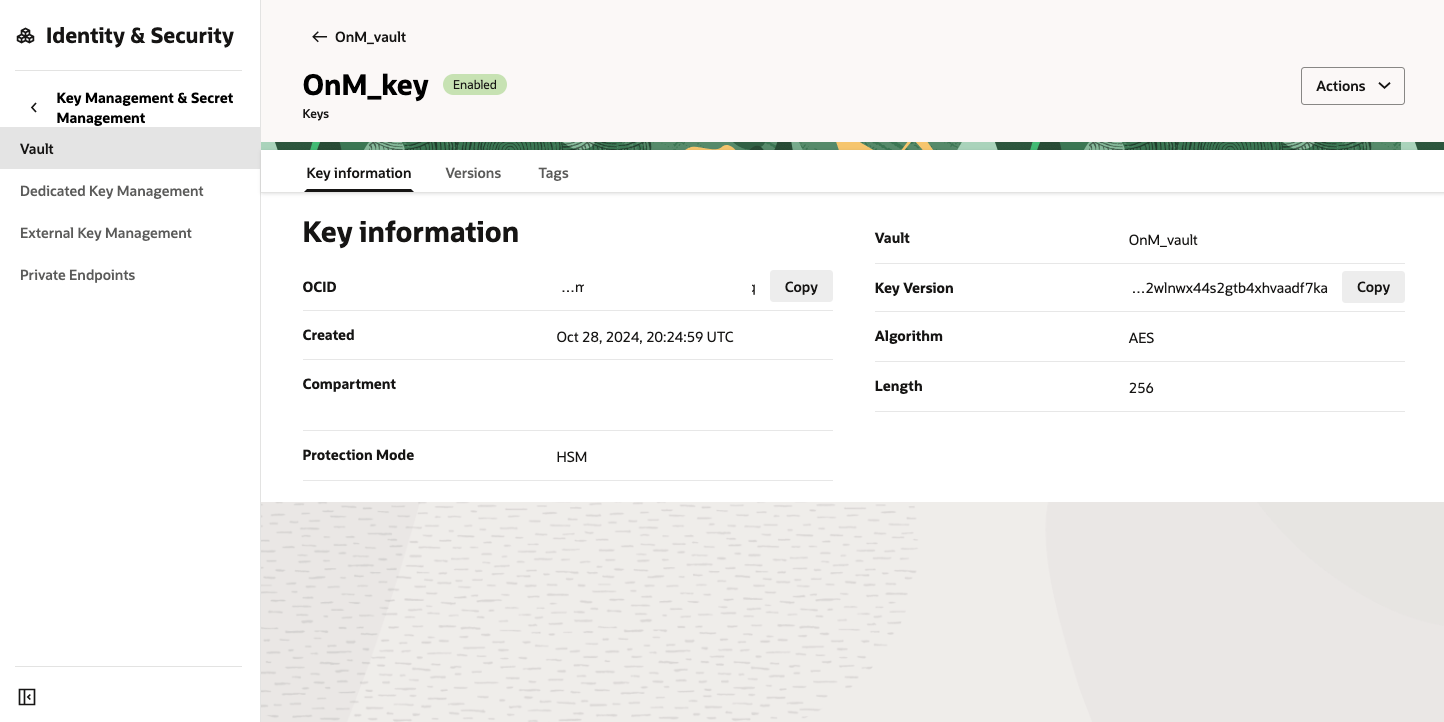 Identity & Security
Key Management & Secret
Management
Vault
Dedicated Key Management
External Key Management
Private Endpoints
OnM_vault
OnM_key
Enabled
Keys
Actions
Key information
Versions
Tags
Key information
OCID
Copy
Created
Oct 28, 2024, 20:24:59 UTC
Compartment
Protection Mode
HSM
Vault
OnM_vault
Key Version
...2wlnwx44s2gtb4xhvaadf7ka
Copy
Algorithm
AES
Length
256